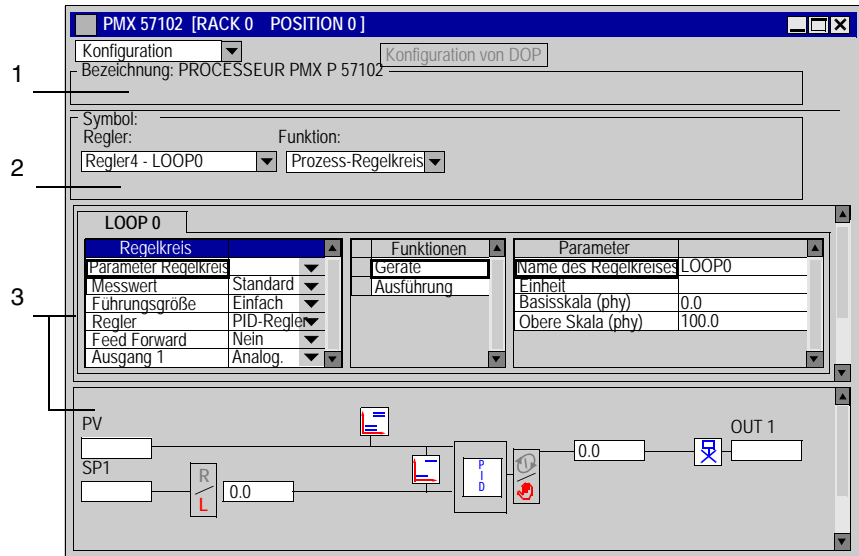 PMX 57102 [RACK 0 POSITION 0 ]
Konfiguration
Konfiguration von DOP
1
Bezeichnung: PROCESSEUR PMX P 57102
Symbol:
Regler: Funktion:
2
Regler4 - LOOP0 Prozess-Regelkreis
3
LOOP 0
Regelkreis Funktionen Parameter
Parameter Regelkreis Geräte Name des Regelkreises LOOP0
Messwert Standard Ausführung Einheit
Führungsgröße Einfach Basisskala (phy) 0.0
Regler PID-Regler Obere Skala (phy) 100.0
Feed Forward Nein
Ausgang 1 Analog.
PV OUT 1
0.0
SP1
R
L
0.0
P
I
D